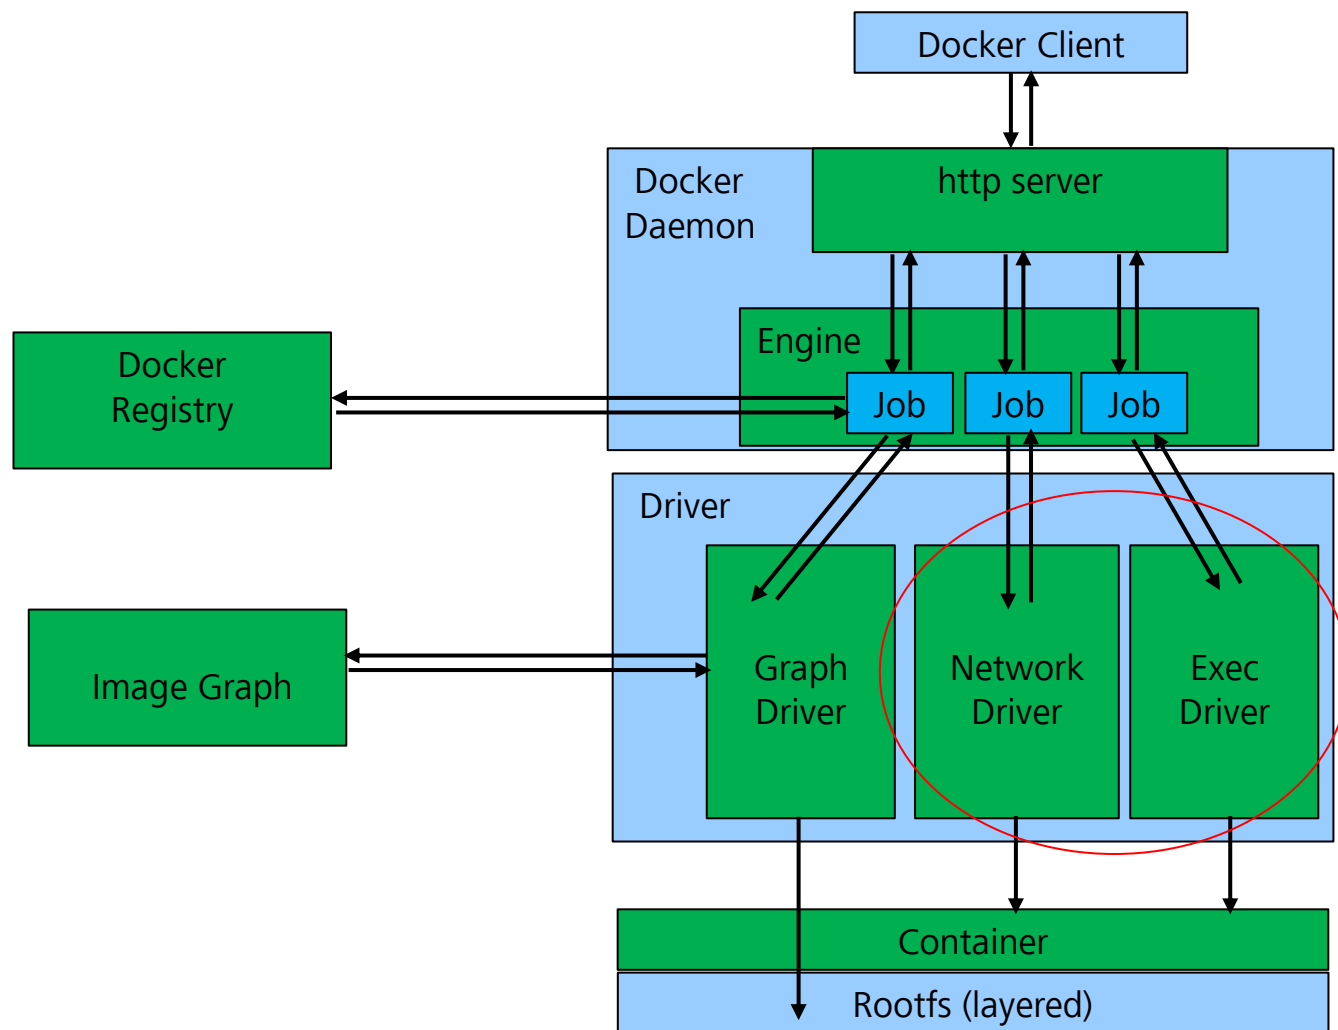 Docker Client
Docker
Daemon
http server
Engine
Job
Job
Job
Docker
Registry
Driver
Graph
Driver
Network
Driver
Exec
Driver
Image Graph
Container
Rootfs (layered)